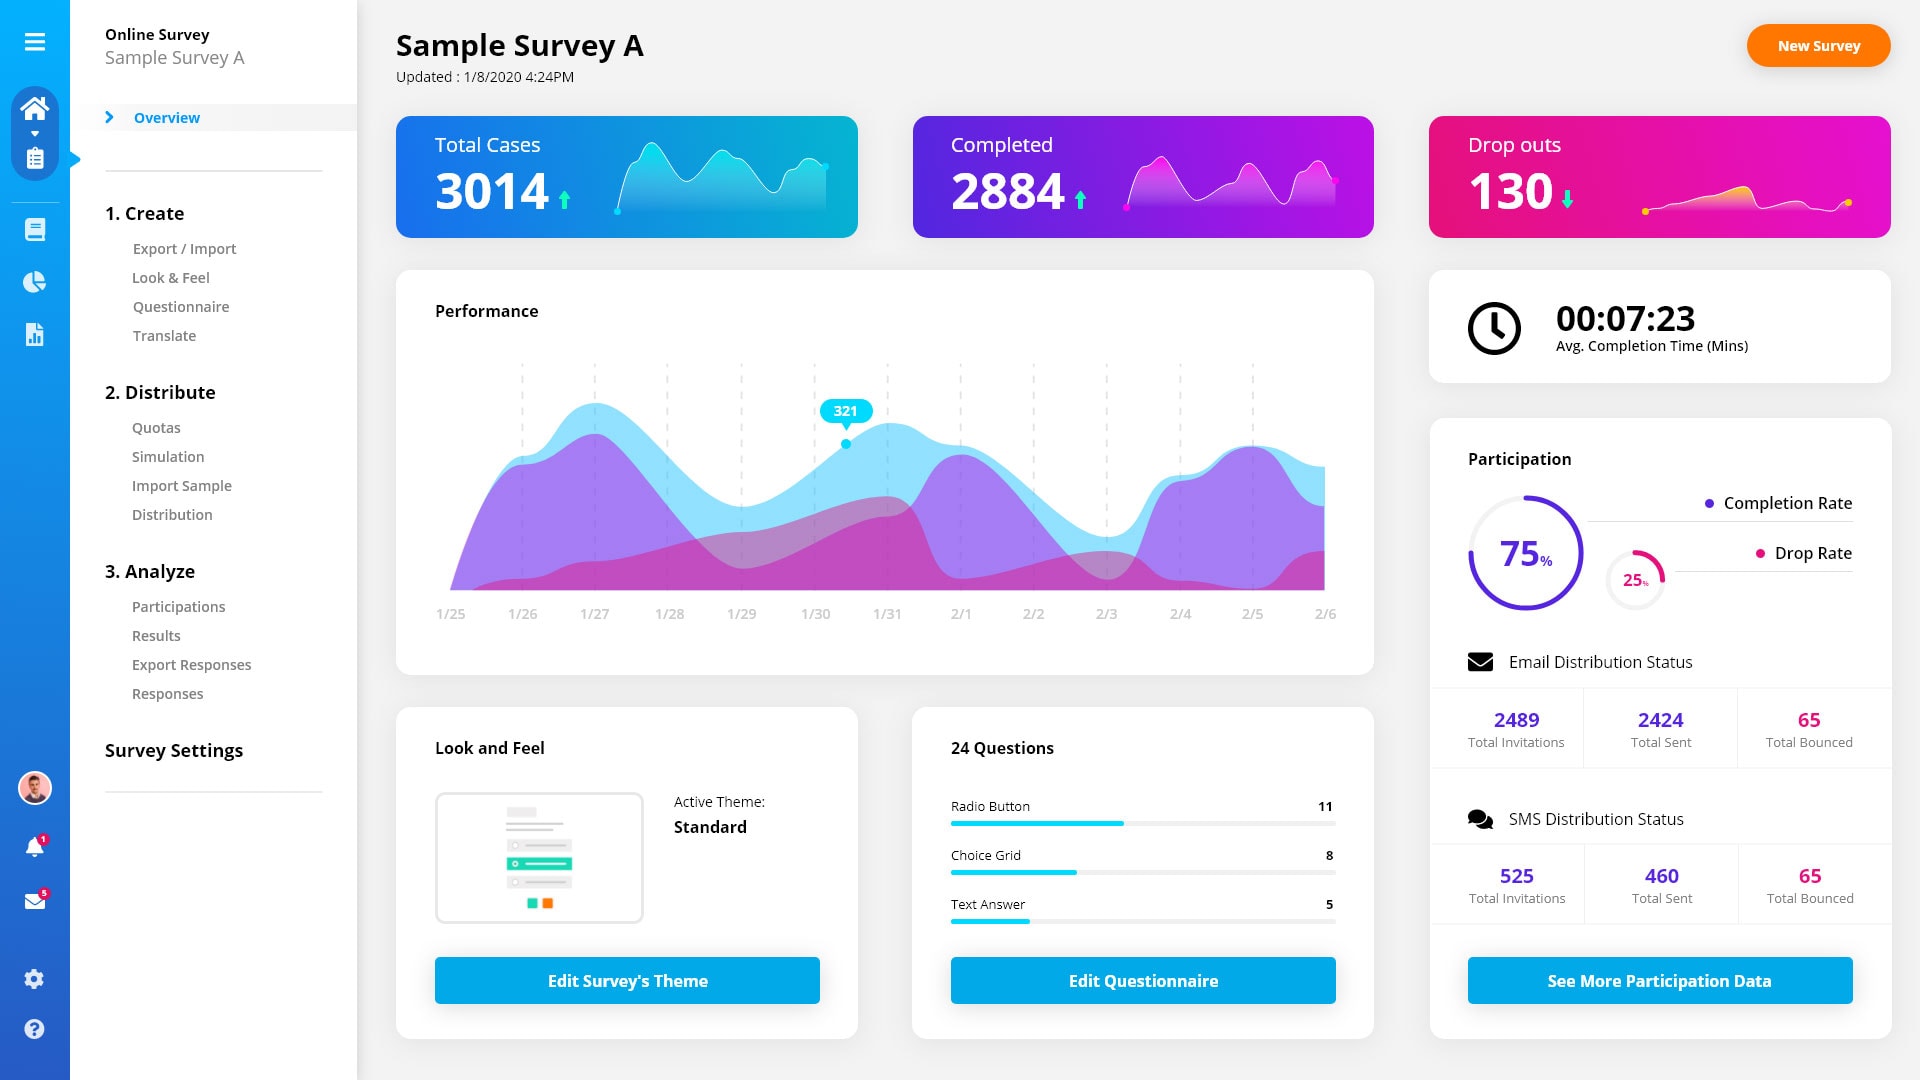 Online Survey
Sample Survey A
Overview
1. Create
Export / Import
Look & Feel
Questionnaire
Translate
2. Distribute
Quotas
Simulation
Import Sample
Distribution
3. Analyze
Participations
Results
Export Responses
Responses
Survey Settings
1
5
Sample Survey A
Updated : 1/8/2020 4:24PM
New Survey
Total Cases
3014
Completed
2884
Drop outs
130
Performance
321
1/25 1/26 1/27 1/28 1/29 1/30 1/31 2/1 2/2 2/3 2/4 2/5 2/6
00:07:23
Avg. Completion Time (Mins)
Participation
Completion Rate
75%
Drop Rate
25%
Email Distribution Status
2489 2424 65
Total Invitations Total Sent Total Bounced
SMS Distribution Status
525 460 65
Total Invitations Total Sent Total Bounced
See More Participation Data
Look and Feel
Active Theme:
Standard
Edit Survey's Theme
24 Questions
Radio Button 11
Choice Grid 8
Text Answer 5
Edit Questionnaire